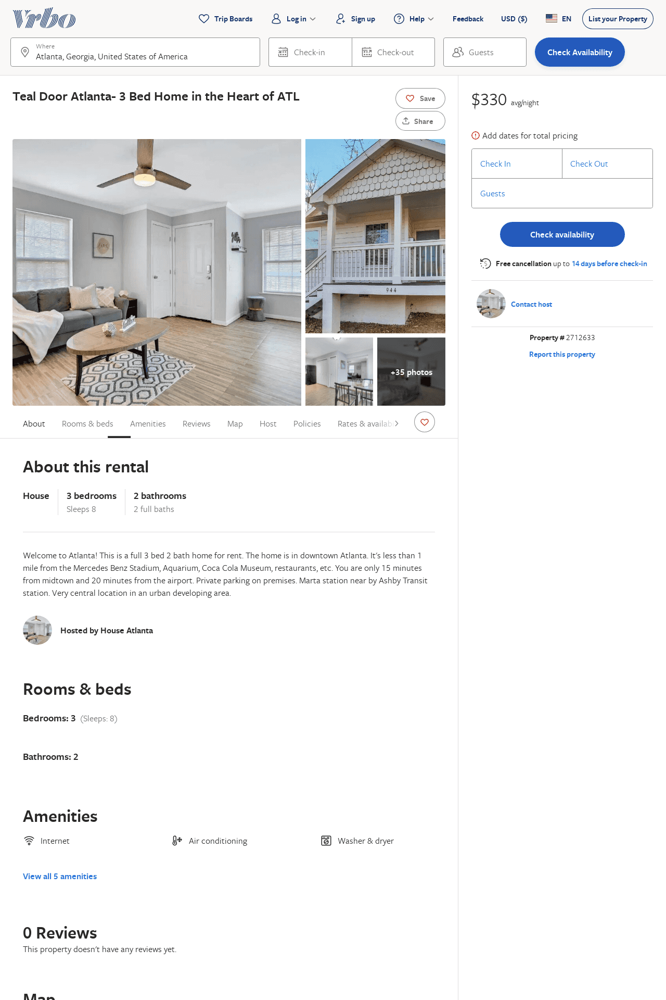 Vrbo
Trip Boards
Log in
Sign up
Help
Feedback
USD ($)
EN
List your Property
Where
Atlanta, Georgia, United States of America
Check-in
Check-out
Guests
Check Availability
Teal Door Atlanta- 3 Bed Home in the Heart of ATL
Save
Share
944
+35 photos
$330 avg/night
Add dates for total pricing
Check In
Check Out
Guests
Check availability
Free cancellation up to 14 days before check-in
Contact host
Property # 2712633
Report this property
About
Rooms & beds
Amenities
Reviews
Map
Host
Policies
Rates & availab
About this rental
House
3 bedrooms
Sleeps 8
2 bathrooms
2 full baths
Welcome to Atlanta! This is a full 3 bed 2 bath home for rent. The home is in downtown Atlanta. It's less than 1
mile from the Mercedes Benz Stadium, Aquarium, Coca Cola Museum, restaurants, etc. You are only 15 minutes
from midtown and 20 minutes from the airport. Private parking on premises. Marta station near by Ashby Transit
station. Very central location in an urban developing area.
Hosted by House Atlanta
Rooms & beds
Bedrooms: 3 (Sleeps: 8)
Bathrooms: 2
Amenities
Internet
Air conditioning
Washer & dryer
View all 5 amenities
0 Reviews
This property doesn't have any reviews yet.
Map